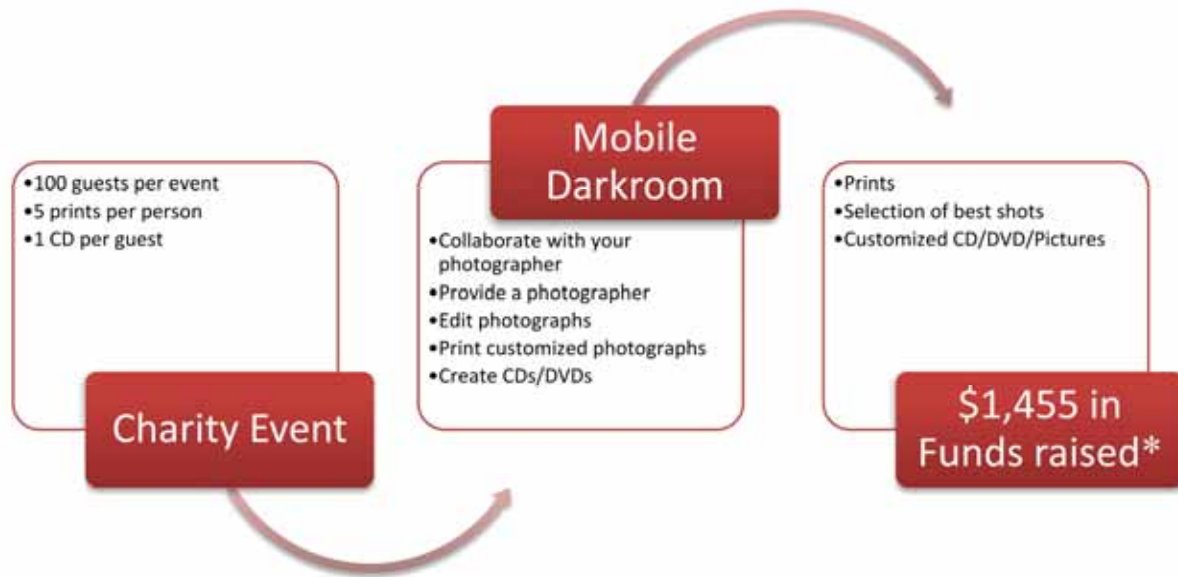 •100 guests per event
•5 prints per person
•1 CD per guest
Charity Event
Mobile
Darkroom
•Collaborate with your
photographer
•Provide a photographer
•Edit photographs
•Print customized photographs
•Create CDs/DVDs
•Prints
•Selection of best shots
•Customized CD/DVD/Pictures
$1,455 in
Funds raised*